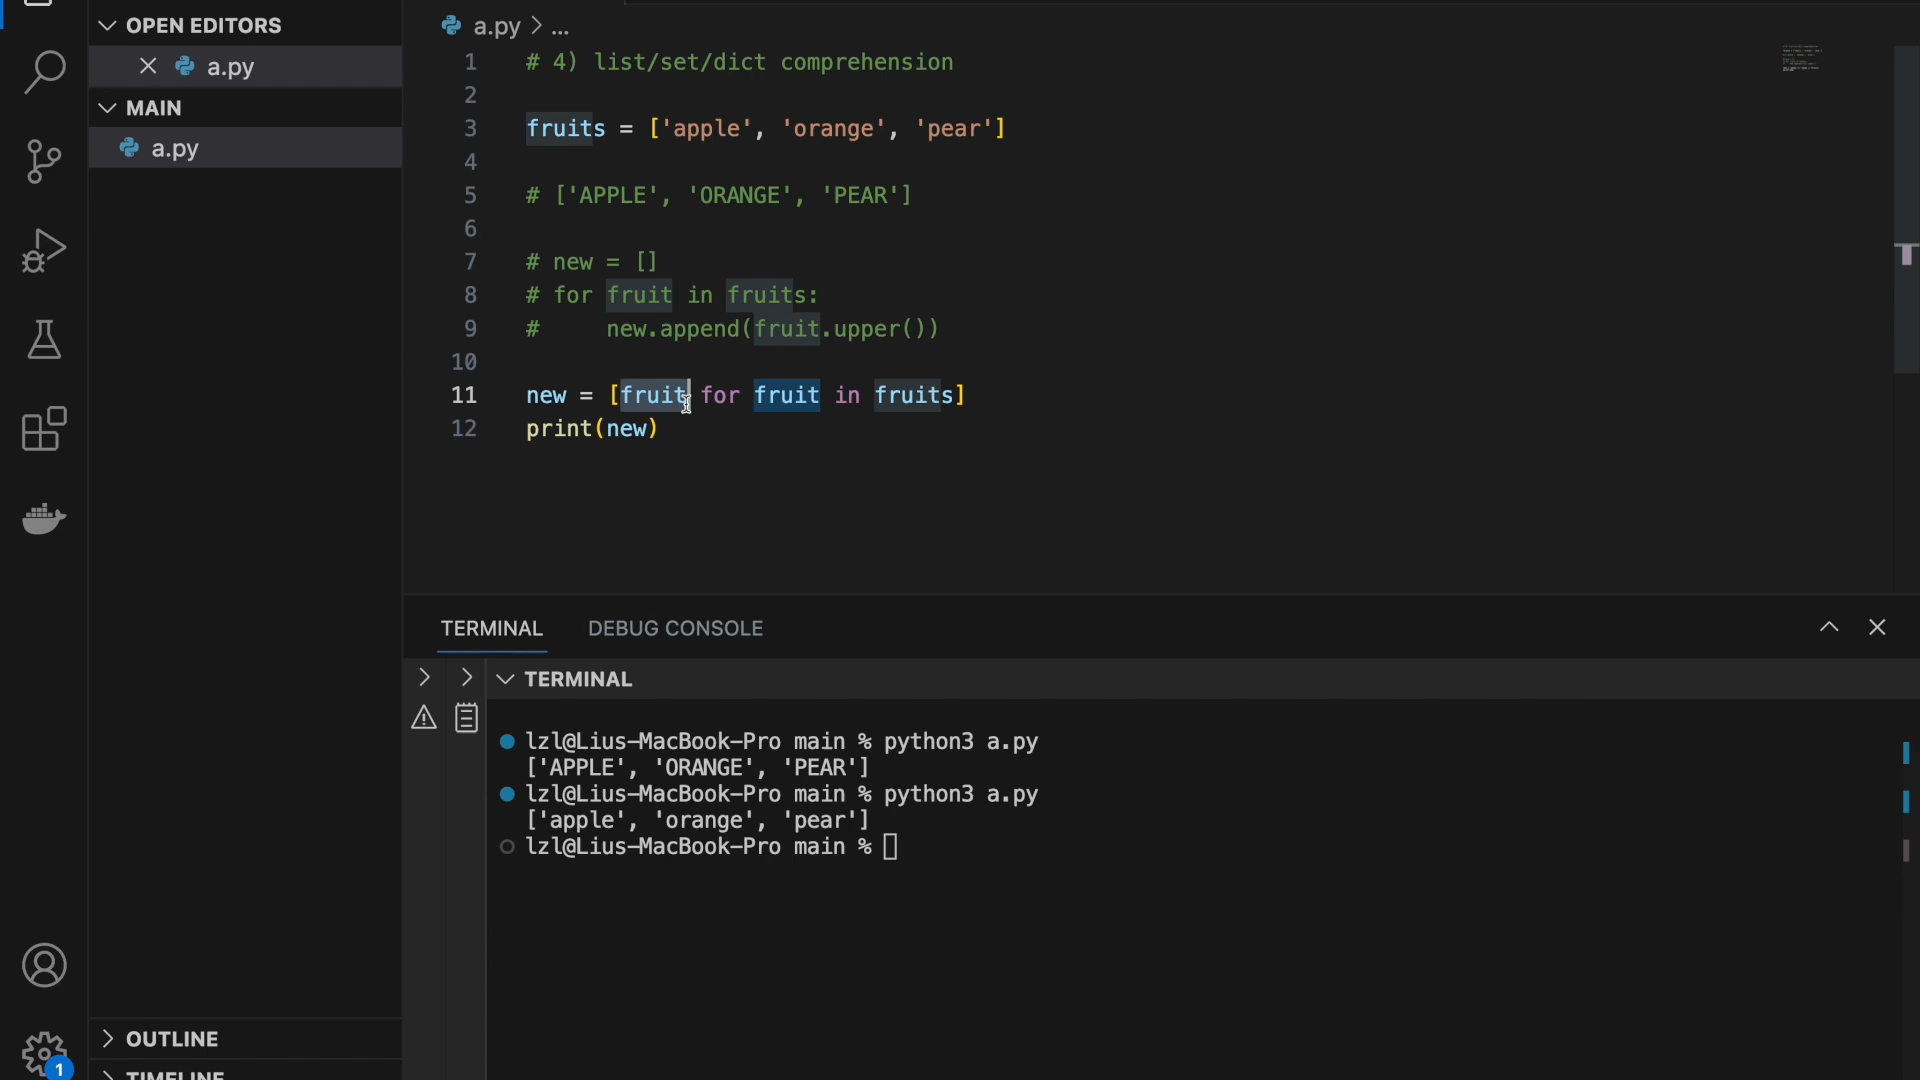 OPEN EDITORS
a.py
MAIN
a.py
OUTLINE
TIMELINE
1
a.py > ...
1 # 4) list/set/dict comprehension
2
3 fruits = ['apple', 'orange', 'pear']
4
5 # ['APPLE', 'ORANGE', 'PEAR']
6
7 # new = []
8 # for fruit in fruits:
9 #     new.append(fruit.upper())
10
11 new = [fruit for fruit in fruits]
12 print(new)
TERMINAL DEBUG CONSOLE
TERMINAL
lzl@Lius-MacBook-Pro main % python3 a.py
['APPLE', 'ORANGE', 'PEAR']
lzl@Lius-MacBook-Pro main % python3 a.py
['apple', 'orange', 'pear']
lzl@Lius-MacBook-Pro main %